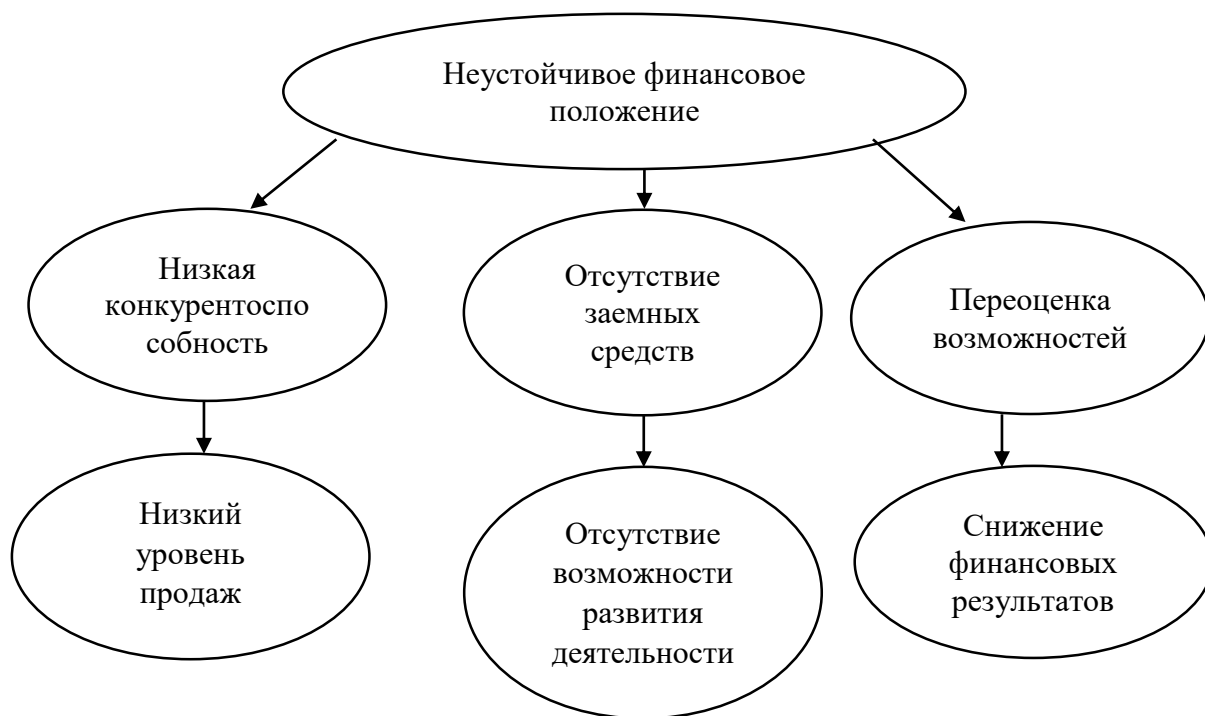 Неустойчивое финансовое
положение
Низкая
конкурентоспо
собность
Отсутствие
заемных
средств
Переоценка
возможностей
Низкий
уровень
продаж
Отсутствие
возможности
развития
деятельности
Снижение
финансовых
результатов